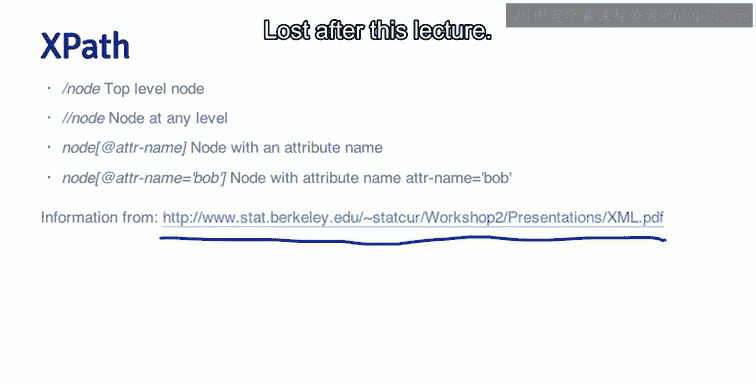 Lost after this lecture.
XPath
· /node Top level node
· //node Node at any level
· node[@attr-name] Node with an attribute name
· node[@attr-name='bob'] Node with attribute name attr-name='bob'
Information from: http://www.stat.berkeley.edu/~statcur/Workshop2/Presentations/XML.pdf